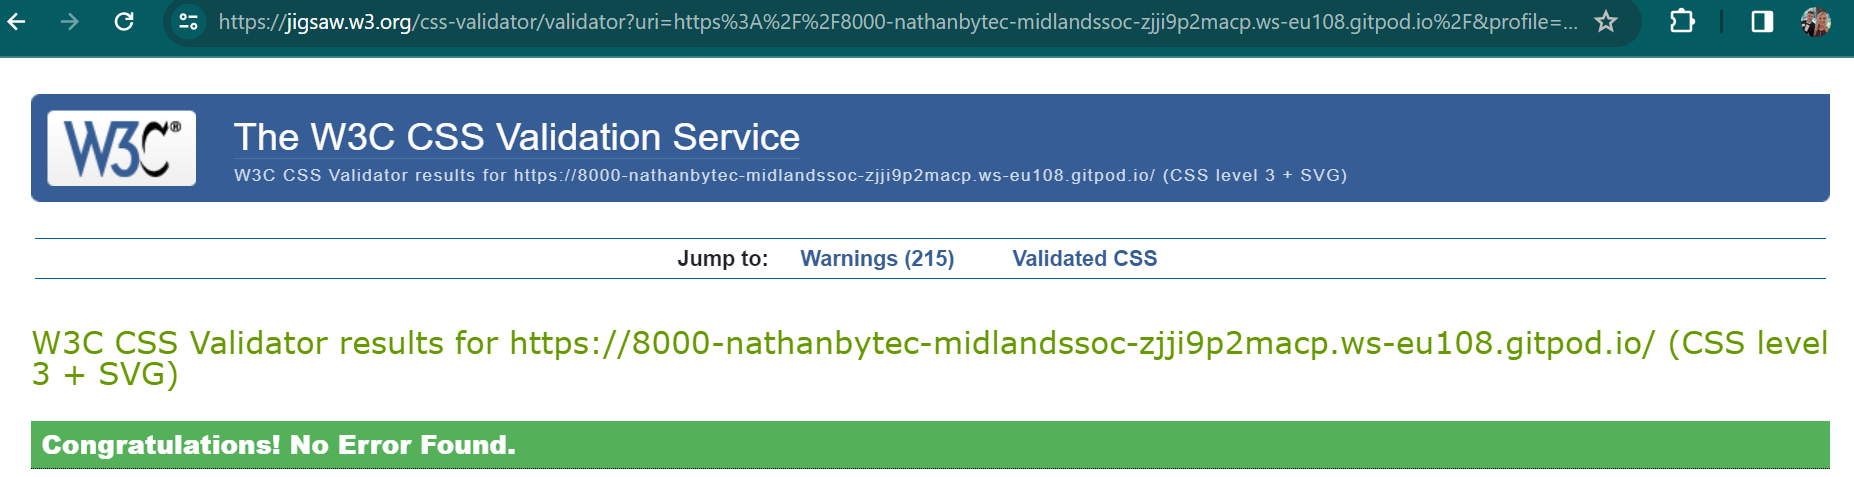 https://jigsaw.w3.org/css-validator/validator?uri=https%3A%2F%2F8000-nathanbytec-midlandssoc-zjji9p2macp.ws-eu108.gitpod.io%2F&profile=...
W3C®
The W3C CSS Validation Service
W3C CSS Validator results for https://8000-nathanbytec-midlandssoc-zjji9p2macp.ws-eu108.gitpod.io/ (CSS level 3 + SVG)
Jump to: Warnings (215) Validated CSS
W3C CSS Validator results for https://8000-nathanbytec-midlandssoc-zjji9p2macp.ws-eu108.gitpod.io/ (CSS level
3 + SVG)
Congratulations! No Error Found.